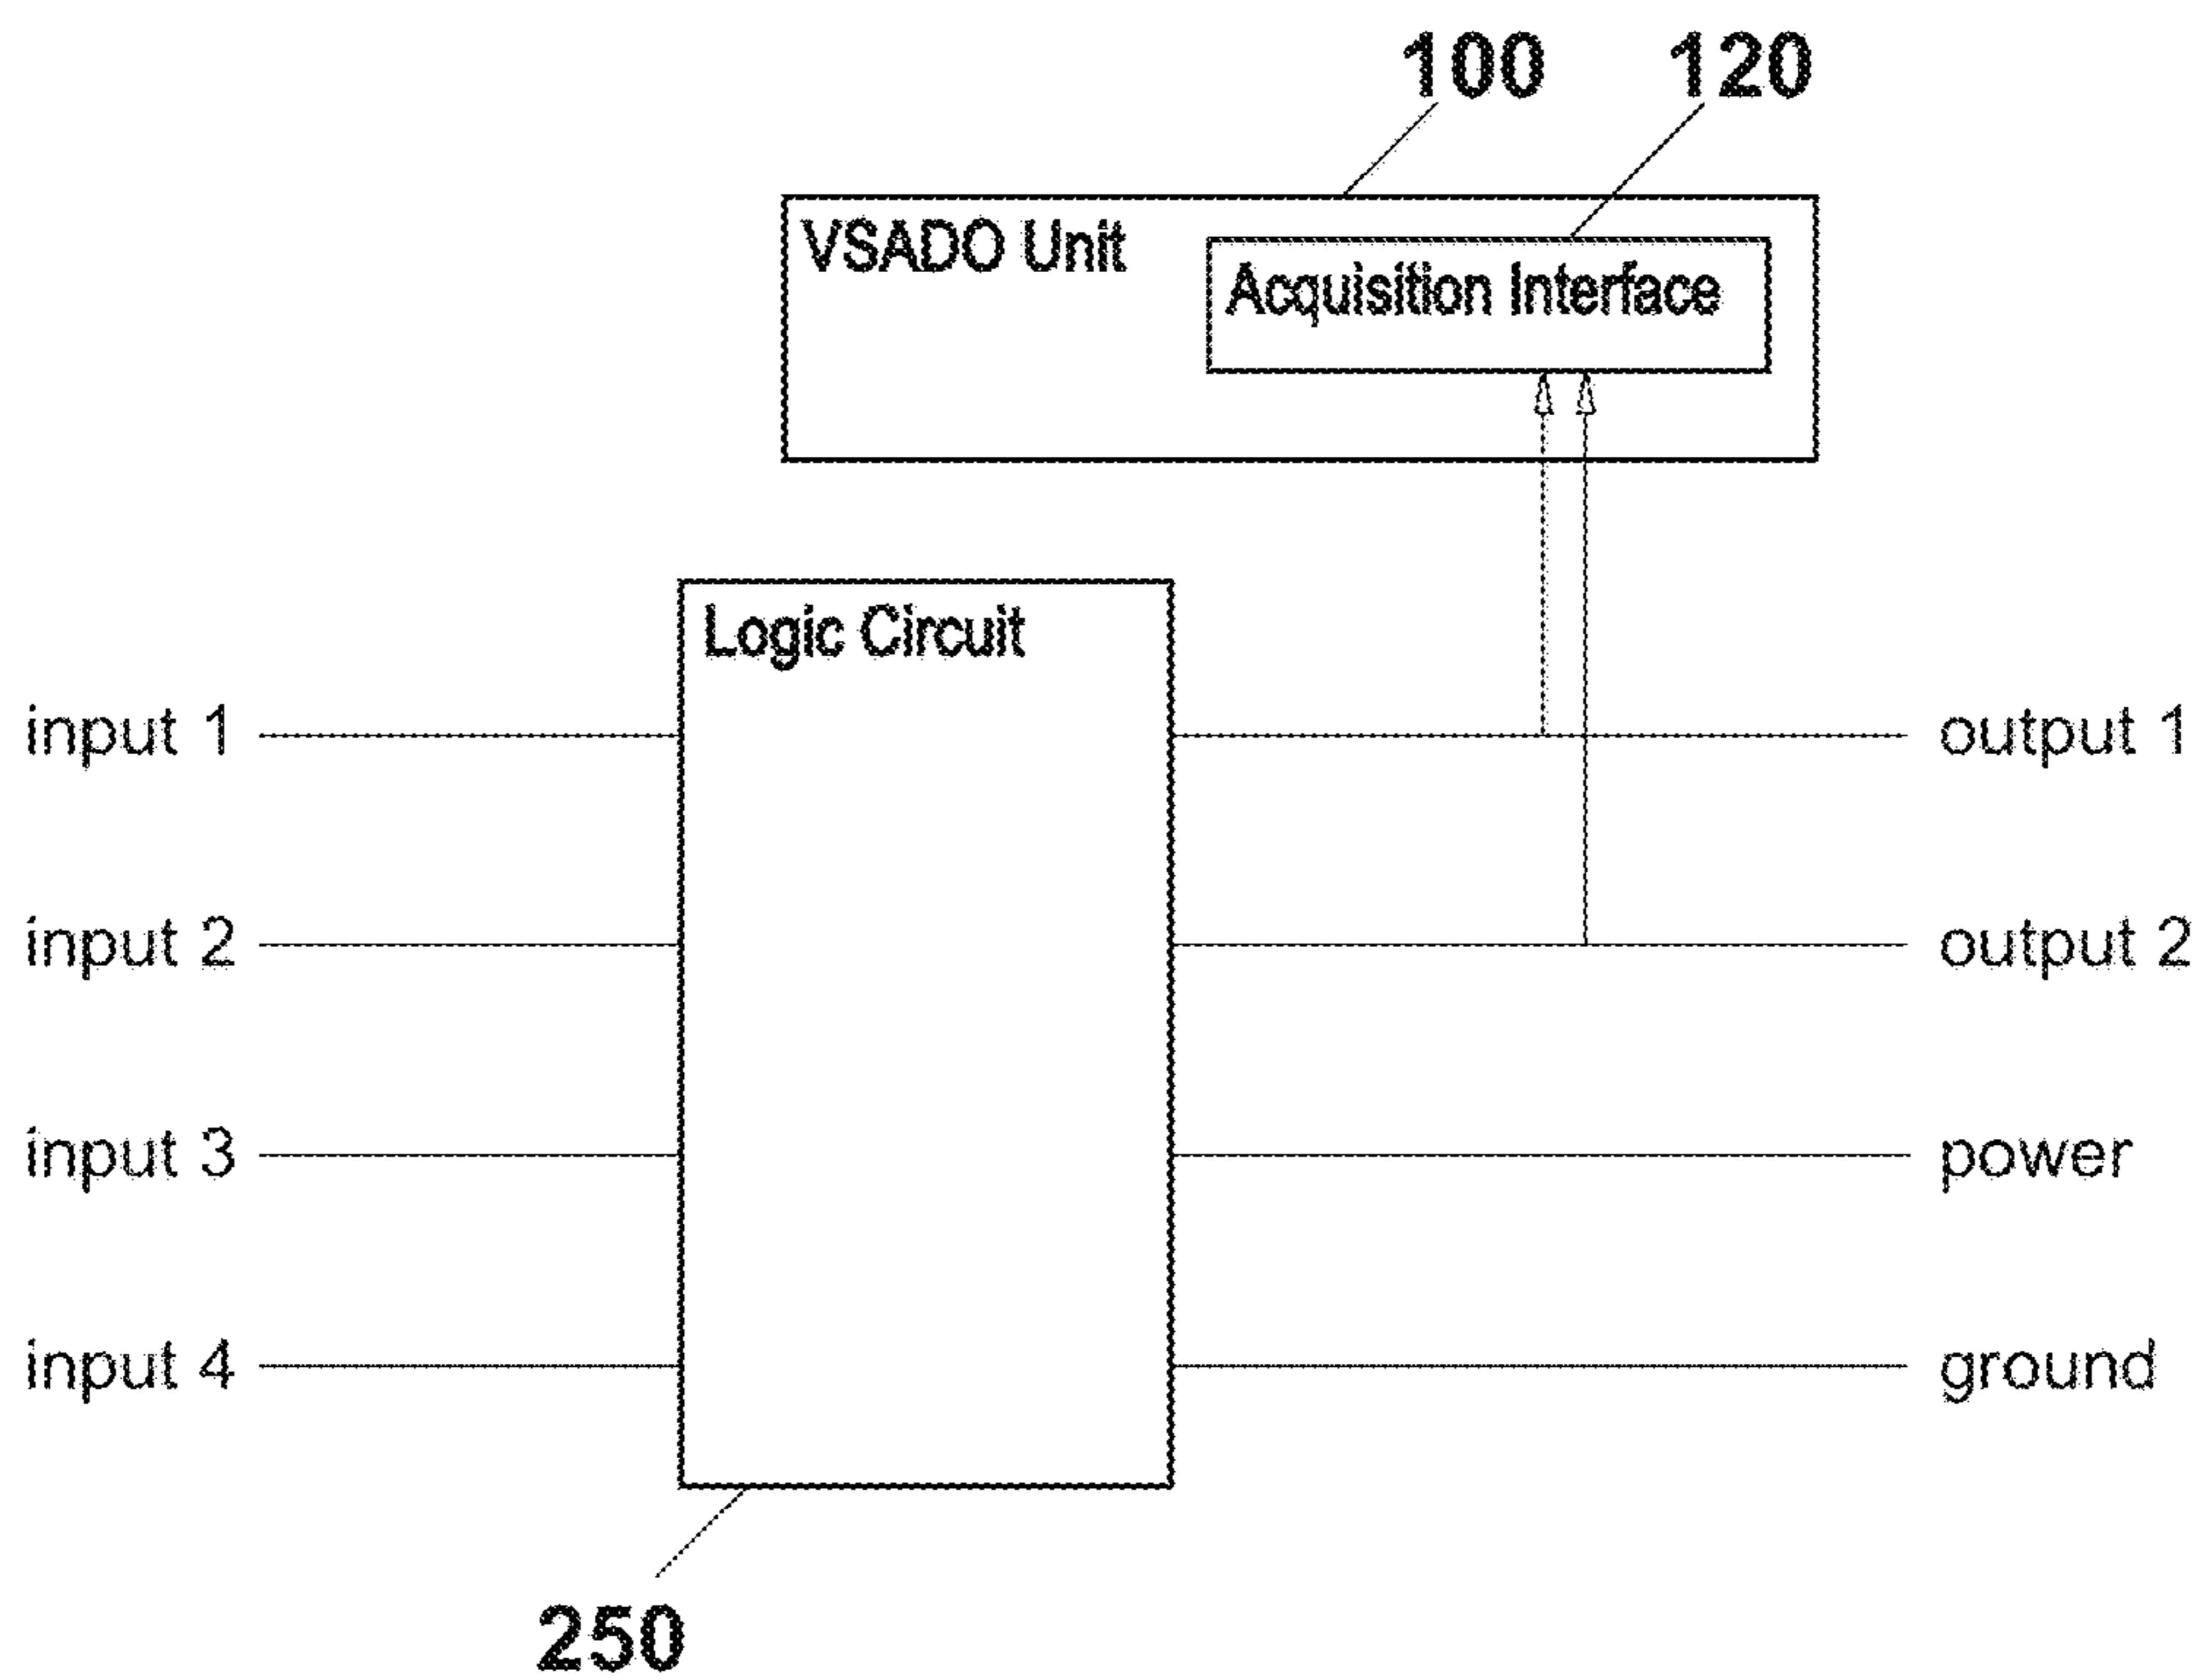 100
120
VSADO Unit
Acquisition Interface
Logic Circuit
input 1
output 1
input 2
output 2
input 3
power
input 4
ground
250